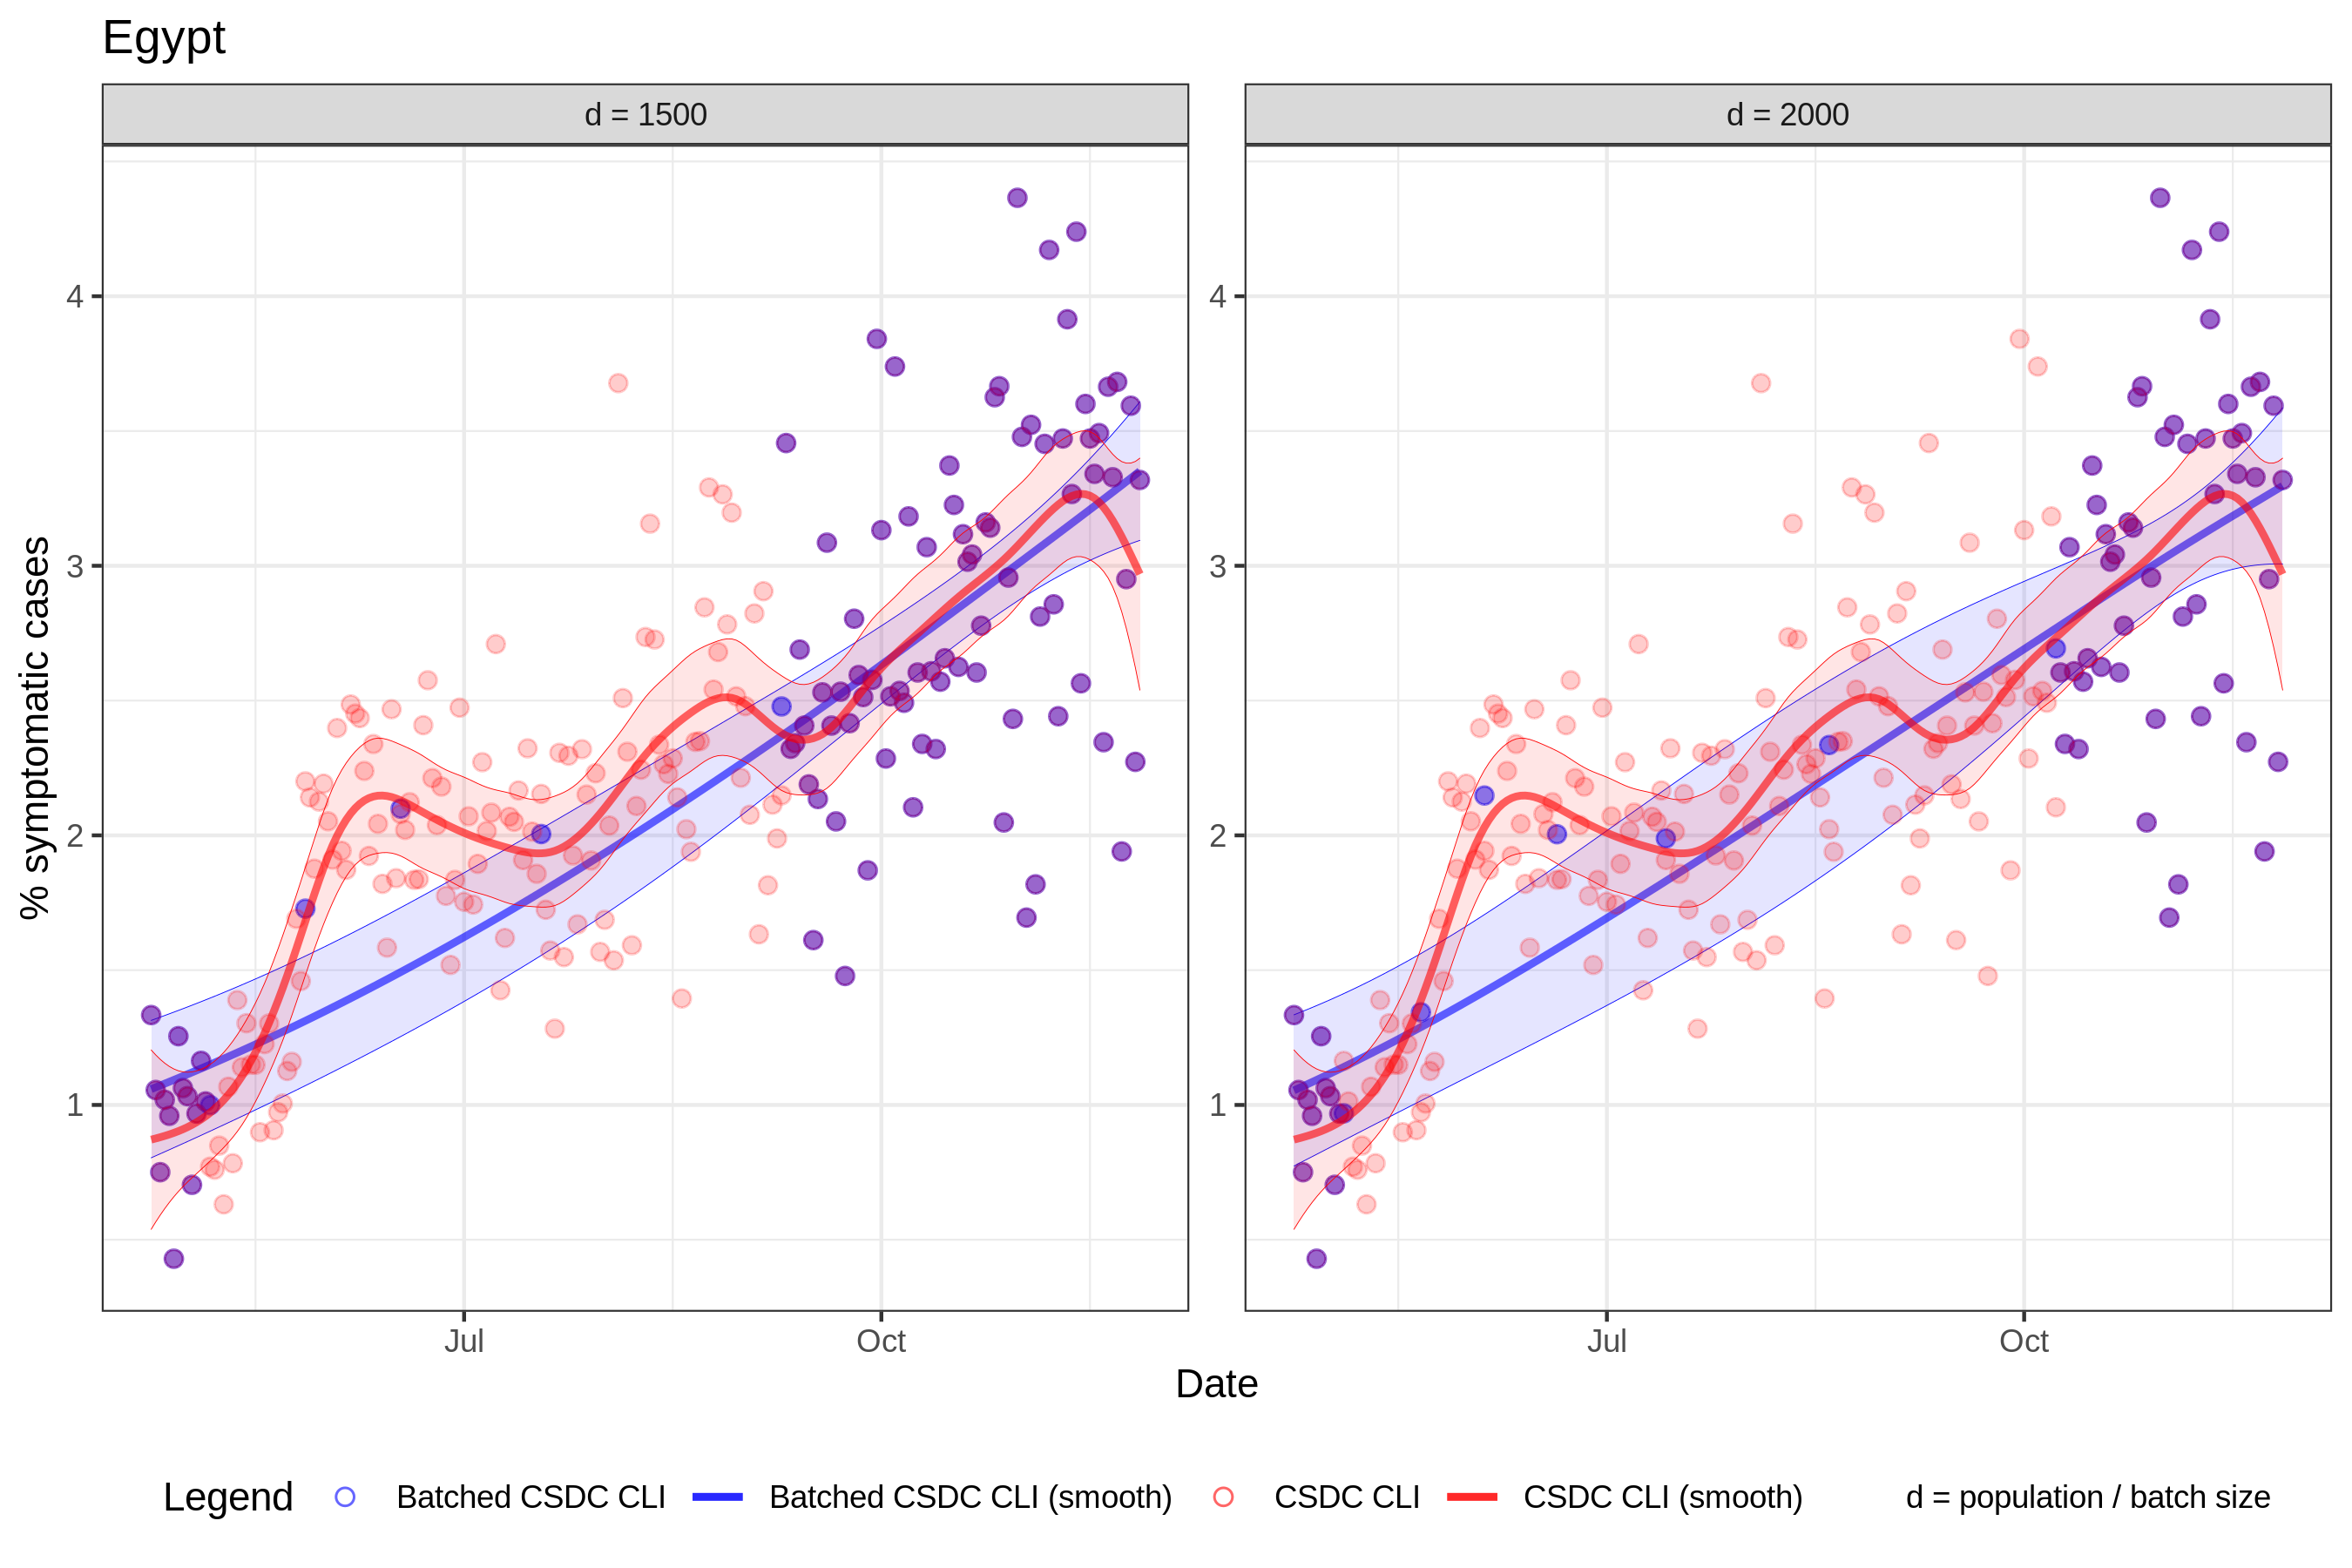 Egypt
d = 1500
d = 2000
% symptomatic cases
4
3
2
1
4
3
2
1
Jul
Oct
Jul
Oct
Date
Legend
Batched CSDC CLI
Batched CSDC CLI (smooth)
CSDC CLI
CSDC CLI (smooth)
d = population / batch size